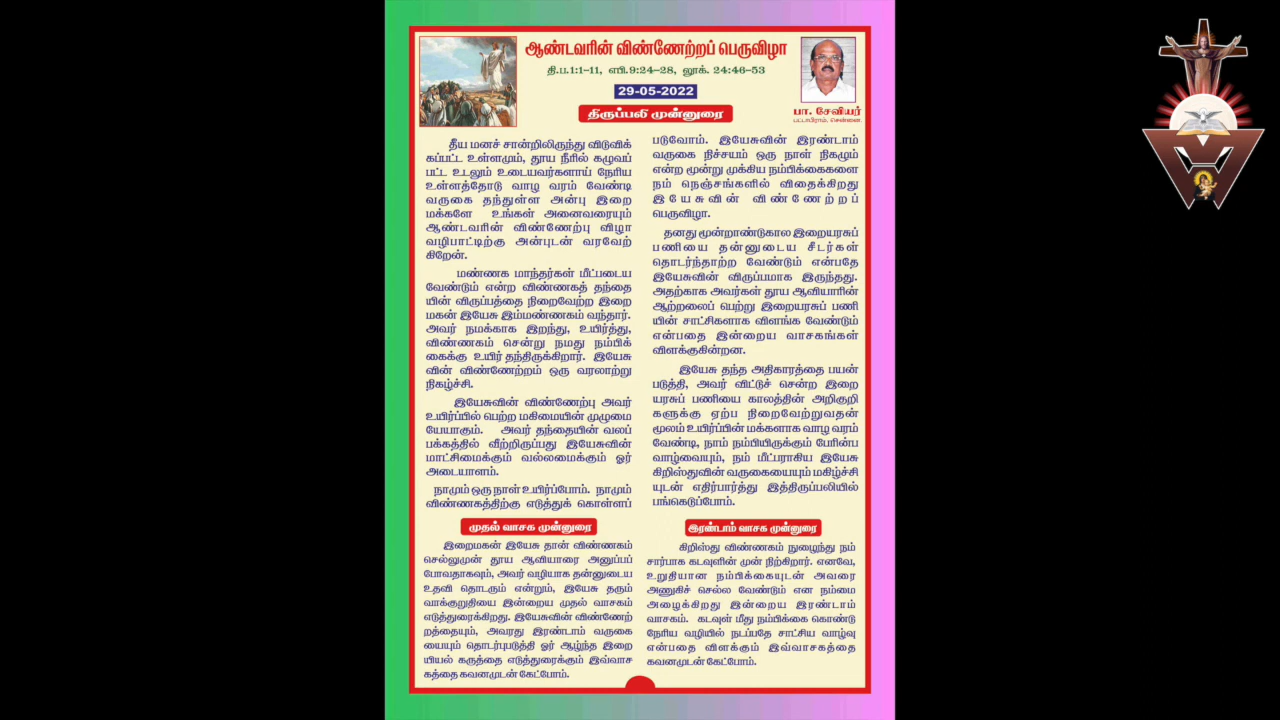 ஆண்டவரின் விண்ணேற்றப் பெருவிழா
தி.ப.1:1-11, எபி.9:24-28, லூக். 24:46-53
29-05-2022
திருப்பலி முன்னுரை
பா. சேவியர்
பட்டாபிராம், சென்னை.
தீய மனச் சான்றிலிருந்து விடுவிக்
கப்பட்ட உள்ளமும், தூய நீரில் கழுவப்
பட்ட உடலும் உடையவர்களாய் நேரிய
உள்ளத்தோடு வாழ வரம் வேண்டி
வருகை தந்துள்ள அன்பு இறை
மக்களே உங்கள் அனைவரையும்
ஆண்டவரின் விண்ணேற்பு விழா
வழிபாட்டிற்கு அன்புடன் வரவேற்
கிறேன்.
மண்ணக மாந்தர்கள் மீட்படைய
வேண்டும் என்ற விண்ணகத் தந்தை
யின் விருப்பத்தை நிறைவேற்ற இறை
மகன் இயேசு இம்மண்ணகம் வந்தார்.
அவர் நமக்காக இறந்து, உயிர்த்து,
விண்ணகம் சென்று நமது நம்பிக்
கைக்கு உயிர் தந்திருக்கிறார். இயேசு
வின் விண்ணேற்றம் ஒரு வரலாற்று
நிகழ்ச்சி.
இயேசுவின் விண்ணேற்பு அவர்
உயிர்ப்பில் பெற்ற மகிமையின் முழுமை
யேயாகும். அவர் தந்தையின் வலப்
பக்கத்தில் வீற்றிருப்பது இயேசுவின்
மாட்சிமைக்கும் வல்லமைக்கும் ஓர்
அடையாளம்.
நாமும் ஒரு நாள் உயிர்ப்போம். நாமும்
விண்ணகத்திற்கு எடுத்துக் கொள்ளப்
படுவோம். இயேசுவின் இரண்டாம்
வருகை நிச்சயம் ஒரு நாள் நிகழும்
என்ற மூன்று முக்கிய நம்பிக்கைகளை
நம் நெஞ்சங்களில் விதைக்கிறது
இயேசுவின் விண்ணேற்றப்
பெருவிழா.
தனது மூன்றாண்டுகால இறையரசுப்
பணியை தன்னுடைய சீடர்கள்
தொடர்ந்தாற்ற வேண்டும் என்பதே
இயேசுவின் விருப்பமாக இருந்தது.
அதற்காக அவர்கள் தூய ஆவியாரின்
ஆற்றலைப் பெற்று இறையரசுப் பணி
யின் சாட்சிகளாக விளங்க வேண்டும்
என்பதை இன்றைய வாசகங்கள்
விளக்குகின்றன.
இயேசு தந்த அதிகாரத்தை பயன்
படுத்தி, அவர் விட்டுச் சென்ற இறை
யரசுப் பணியை காலத்தின் அறிகுறி
களுக்கு ஏற்ப நிறைவேற்றுவதன்
மூலம் உயிர்ப்பின் மக்களாக வாழ வரம்
வேண்டி, நாம் நம்பியிருக்கும் பேரின்ப
வாழ்வையும், நம் மீட்பராகிய இயேசு
கிறிஸ்துவின் வருகையையும் மகிழ்ச்சி
யுடன் எதிர்பார்த்து இத்திருப்பலியில்
பங்கெடுப்போம்.
முதல் வாசக முன்னுரை
இறைமகன் இயேசு தான் விண்ணகம்
செல்லுமுன் தூய ஆவியாரை அனுப்பப்
போவதாகவும், அவர் வழியாக தன்னுடைய
உதவி தொடரும் என்றும், இயேசு தரும்
வாக்குறுதியை இன்றைய முதல் வாசகம்
எடுத்துரைக்கிறது. இயேசுவின் விண்ணேற்
றத்தையும், அவரது இரண்டாம் வருகை
யையும் தொடர்புபடுத்தி ஓர் ஆழ்ந்த இறை
யியல் கருத்தை எடுத்துரைக்கும் இவ்வாச
கத்தை கவனமுடன் கேட்போம்.
இரண்டாம் வாசக முன்னுரை
கிறிஸ்து விண்ணகம் நுழைந்து நம்
சார்பாக கடவுளின் முன் நிற்கிறார். எனவே,
உறுதியான நம்பிக்கையுடன் அவரை
அணுகிச் செல்ல வேண்டும் என நம்மை
அழைக்கிறது இன்றைய இரண்டாம்
வாசகம். கடவுள் மீது நம்பிக்கை கொண்டு
நேரிய வழியில் நடப்பதே சாட்சிய வாழ்வு
என்பதை விளக்கும் இவ்வாசகத்தை
கவனமுடன் கேட்போம்.